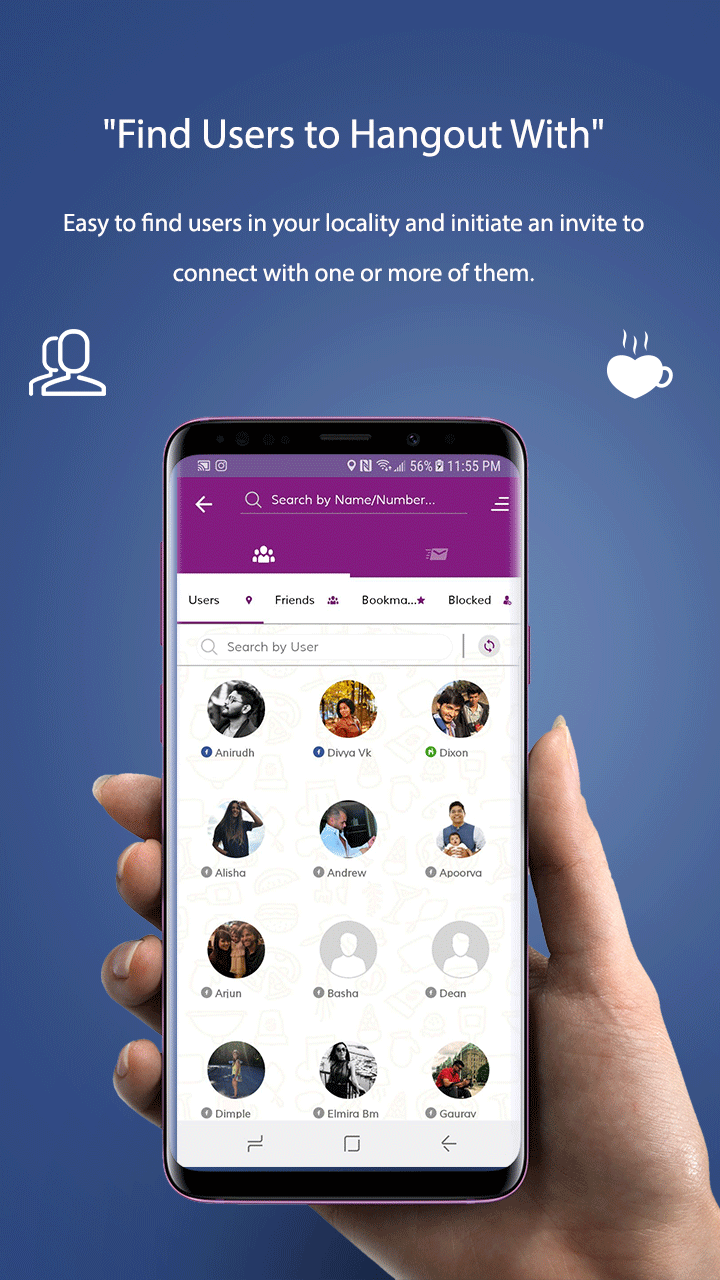 "Find Users to Hangout With"
Easy to find users in your locality and initiate an invite to
connect with one or more of them.
56% 11:55 PM
Search by Name/Number...
Users Friends Bookma... Blocked
Search by User
Anirudh Divya Vk Dixon
Alisha Andrew Apoorva
Arjun Basha Dean
Dimple Elmira Bm Gaurav